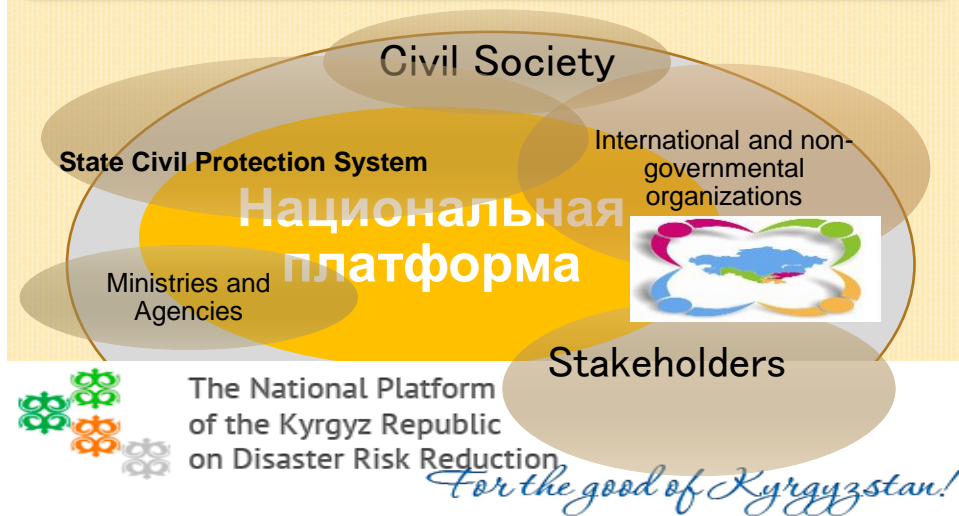 Civil Society
State Civil Protection System
International and non-
governmental
organizations
Национальная
платформа
Ministries and
Agencies
Stakeholders
The National Platform
of the Kyrgyz Republic
on Disaster Risk Reduction
For the good of Kyrgyzstan!